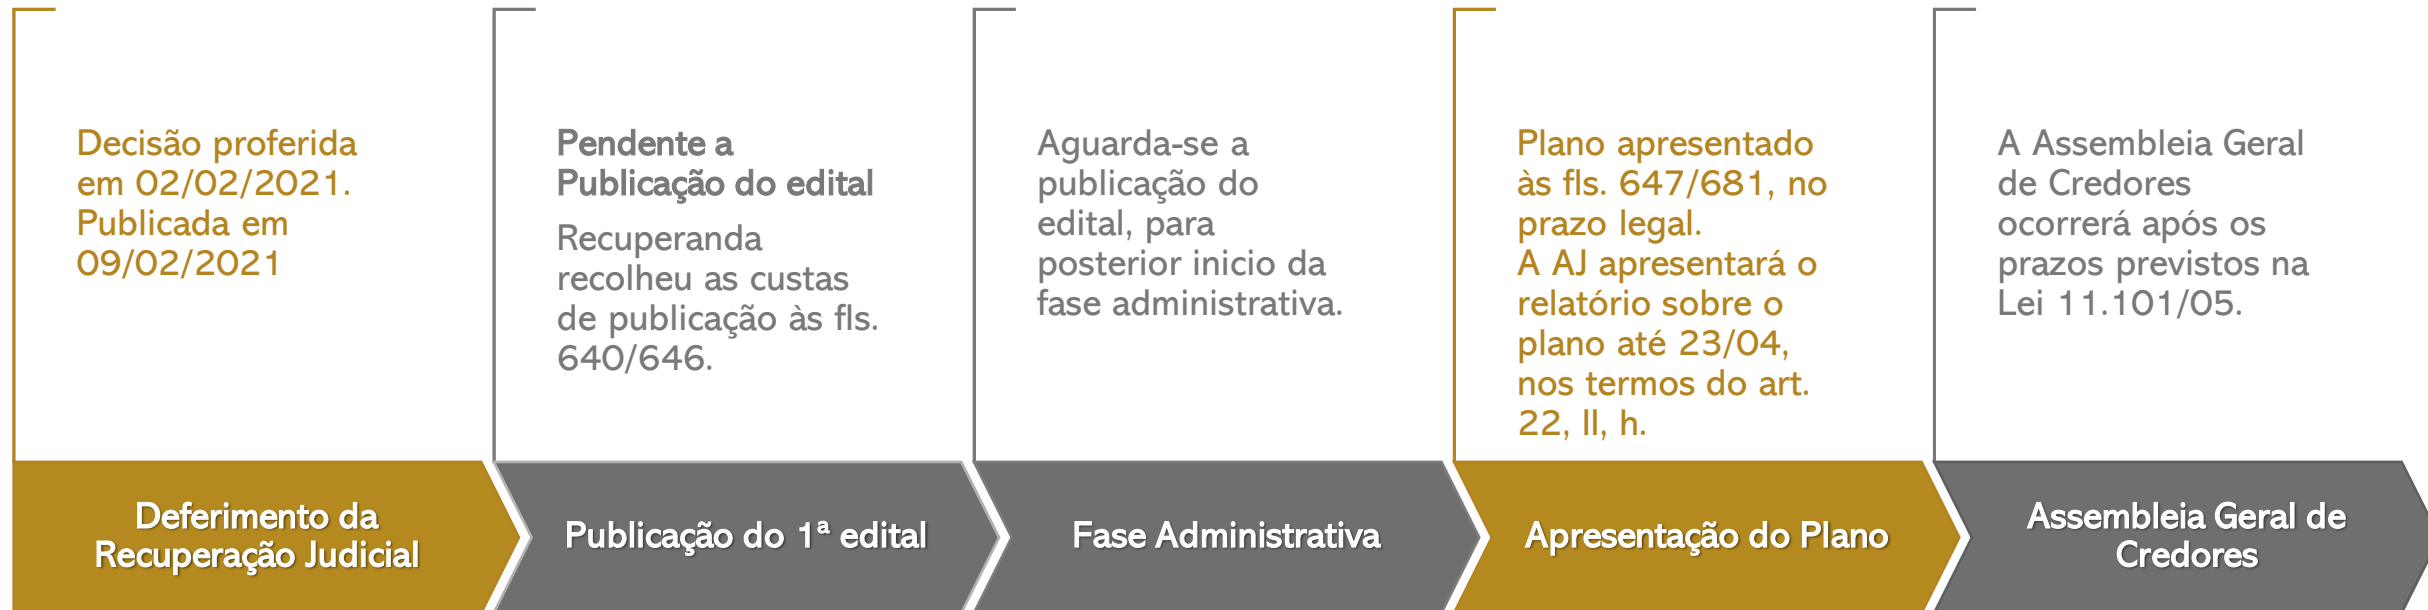 Decisão proferida
em 02/02/2021.
Publicada em
09/02/2021
Deferimento da
Recuperação Judicial
Pendente a
Publicação do edital
Recuperanda
recolheu as custas
de publicação às fls.
640/646.
Publicação do 1ª edital
Aguarda-se a
publicação do
edital, para
posterior inicio da
fase administrativa.
Fase Administrativa
Plano apresentado
às fls. 647/681, no
prazo legal.
A AJ apresentará o
relatório sobre o
plano até 23/04,
nos termos do art.
22, II, h.
Apresentação do Plano
A Assembleia Geral
de Credores
ocorrerá após os
prazos previstos na
Lei 11.101/05.
Assembleia Geral de
Credores